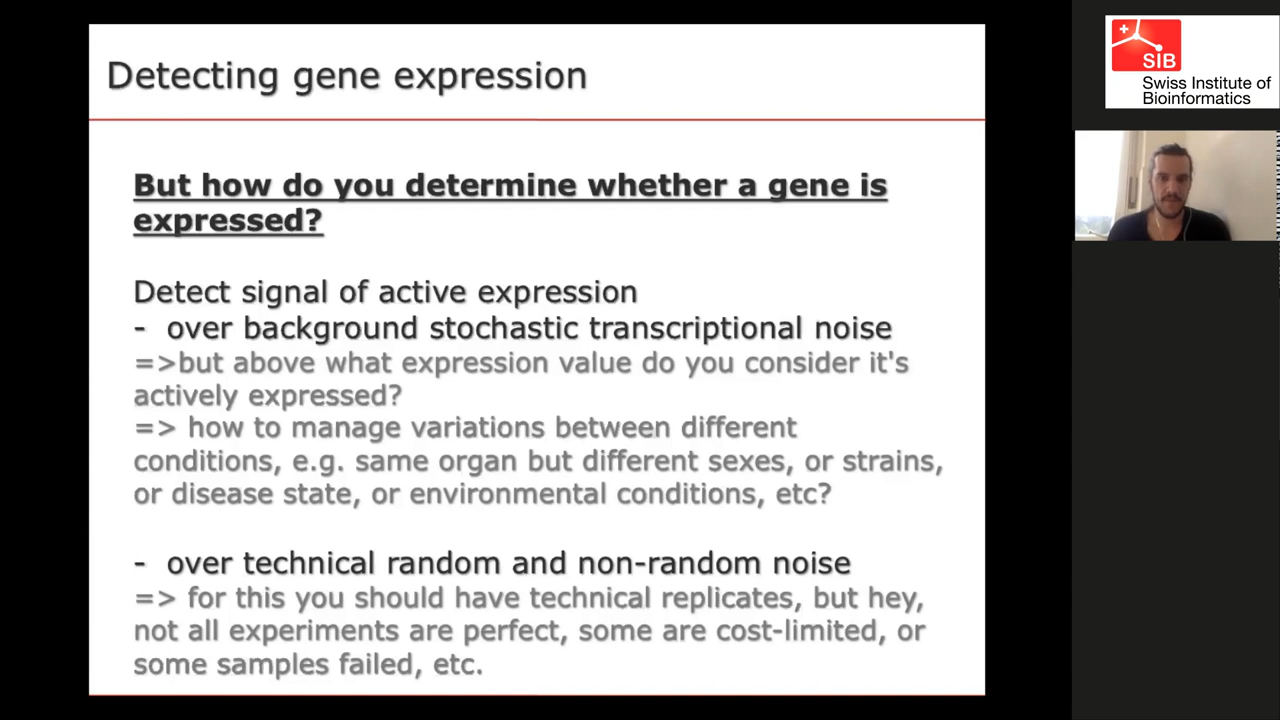 Detecting gene expression
But how do you determine whether a gene is
expressed?
Detect signal of active expression
- over background stochastic transcriptional noise
=>but above what expression value do you consider it's
actively expressed?
=> how to manage variations between different
conditions, e.g. same organ but different sexes, or strains,
or disease state, or environmental conditions, etc?
- over technical random and non-random noise
=> for this you should have technical replicates, but hey,
not all experiments are perfect, some are cost-limited, or
some samples failed, etc.
SIB
Swiss Institute of
Bioinformatics